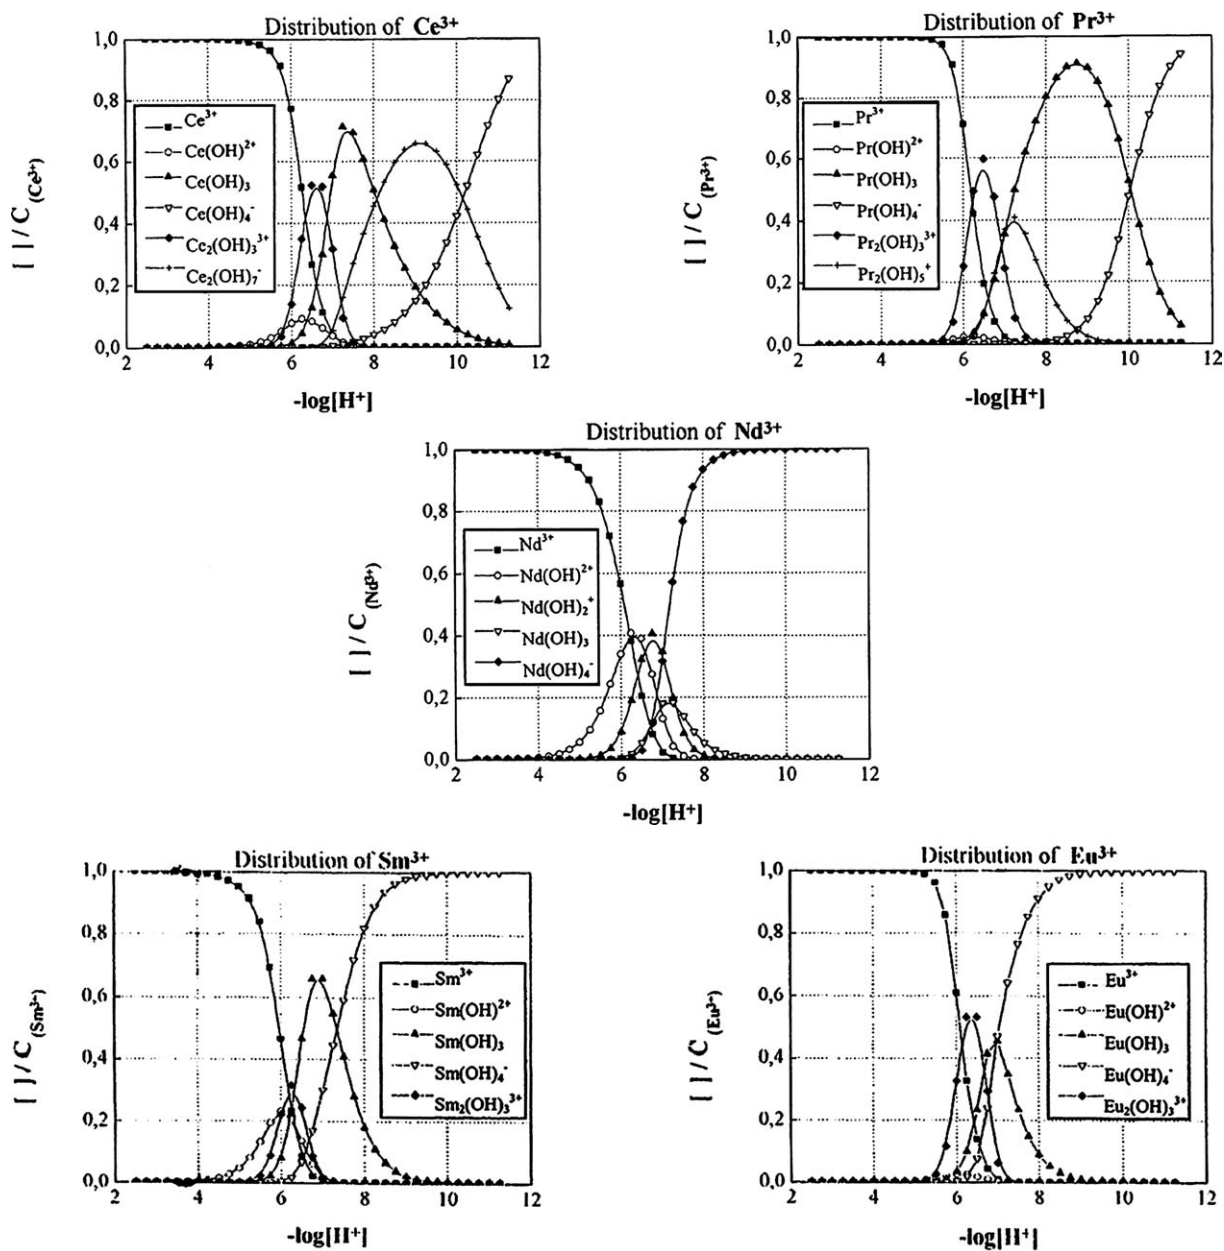 Distribution of Ce³⁺
1,0
0,8
0,6
0,4
0,2
0,0
[ ] / C (Ce³⁺)
Ce³⁺
Ce(OH)²⁺
Ce(OH)₃
Ce(OH)₄⁻
Ce₂(OH)₃³⁺
Ce₂(OH)₇⁻
2 4 6 8 10 12
-log[H⁺]
Distribution of Pr³⁺
1,0
0,8
0,6
0,4
0,2
0,0
[ ] / C (Pr³⁺)
Pr³⁺
Pr(OH)²⁺
Pr(OH)₃
Pr(OH)₄⁻
Pr₂(OH)₃³⁺
Pr₂(OH)₅⁺
2 4 6 8 10 12
-log[H⁺]
Distribution of Nd³⁺
1,0
0,8
0,6
0,4
0,2
0,0
[ ] / C (Nd³⁺)
Nd³⁺
Nd(OH)²⁺
Nd(OH)₂⁺
Nd(OH)₃
Nd(OH)₄⁻
2 4 6 8 10 12
-log[H⁺]
Distribution of Sm³⁺
1,0
0,8
0,6
0,4
0,2
0,0
[ ] / C (Sm³⁺)
Sm³⁺
Sm(OH)²⁺
Sm(OH)₃
Sm(OH)₄⁻
Sm₂(OH)₃³⁺
2 4 6 8 10 12
-log[H⁺]
Distribution of Eu³⁺
1,0
0,8
0,6
0,4
0,2
0,0
[ ] / C (Eu³⁺)
Eu³⁺
Eu(OH)²⁺
Eu(OH)₃
Eu(OH)₄⁻
Eu₂(OH)₃³⁺
2 4 6 8 10 12
-log[H⁺]